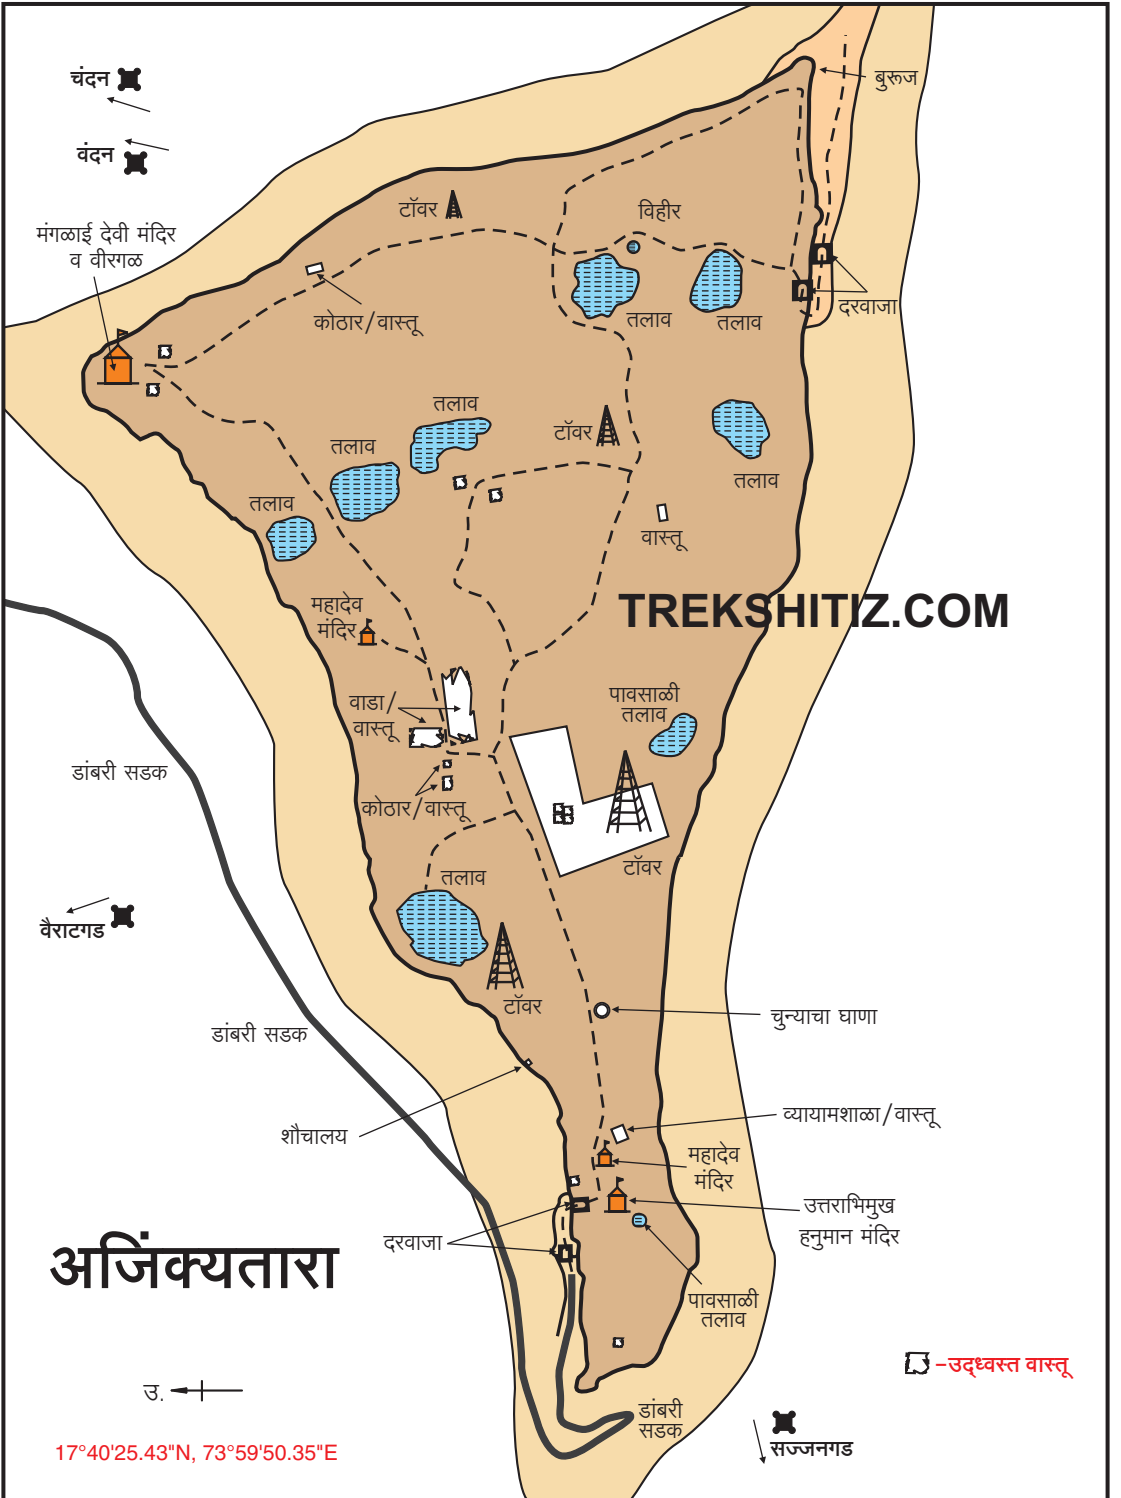 चंदन
बुरूज
वंदन
टॉवर
विहीर
मंगळाई देवी मंदिर
व वीरगळ
दरवाजा
कोठार/वास्तू
तलाव
तलाव
तलाव
टॉवर
तलाव
तलाव
तलाव
वास्तू
महादेव
मंदिर
TREKSHITIZ.COM
पावसाळी
तलाव
वाडा/
वास्तू
डांबरी सडक
कोठार/वास्तू
टॉवर
तलाव
वैराटगड
टॉवर
चुन्याचा घाणा
डांबरी सडक
व्यायामशाळा/वास्तू
शौचालय
महादेव
मंदिर
उत्तराभिमुख
हनुमान मंदिर
दरवाजा
अजिंक्यतारा
पावसाळी
तलाव
–उद्ध्वस्त वास्तू
उ.
डांबरी
सडक
17°40'25.43"N, 73°59'50.35"E
सज्जनगड